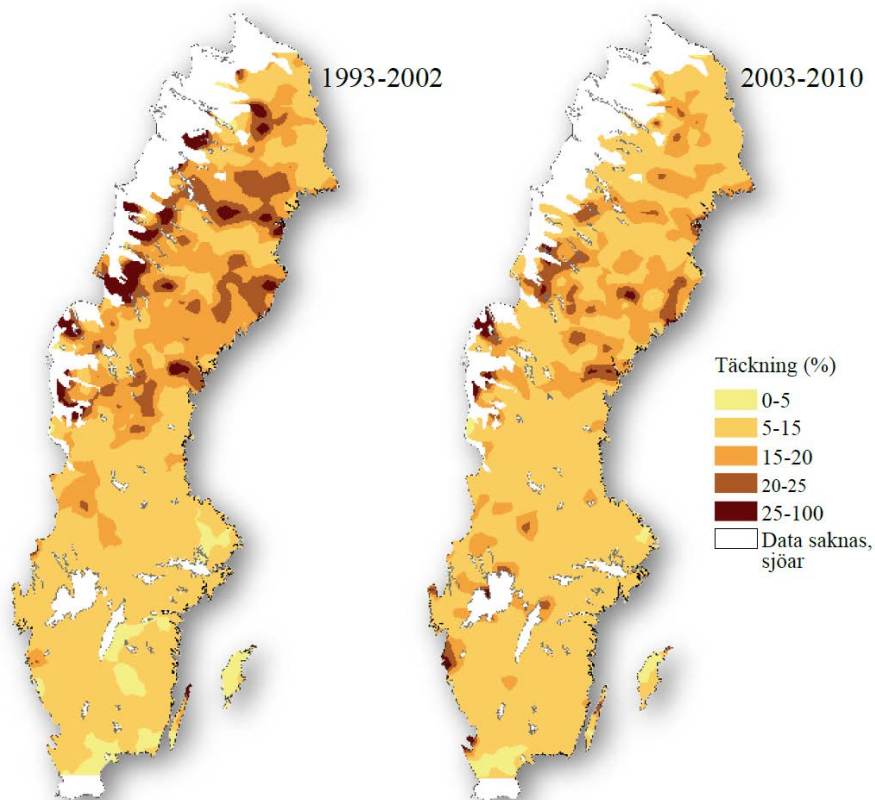 1993-2002
2003-2010
Täckning (%)
0-5
5-15
15-20
20-25
25-100
Data saknas,
sjöar